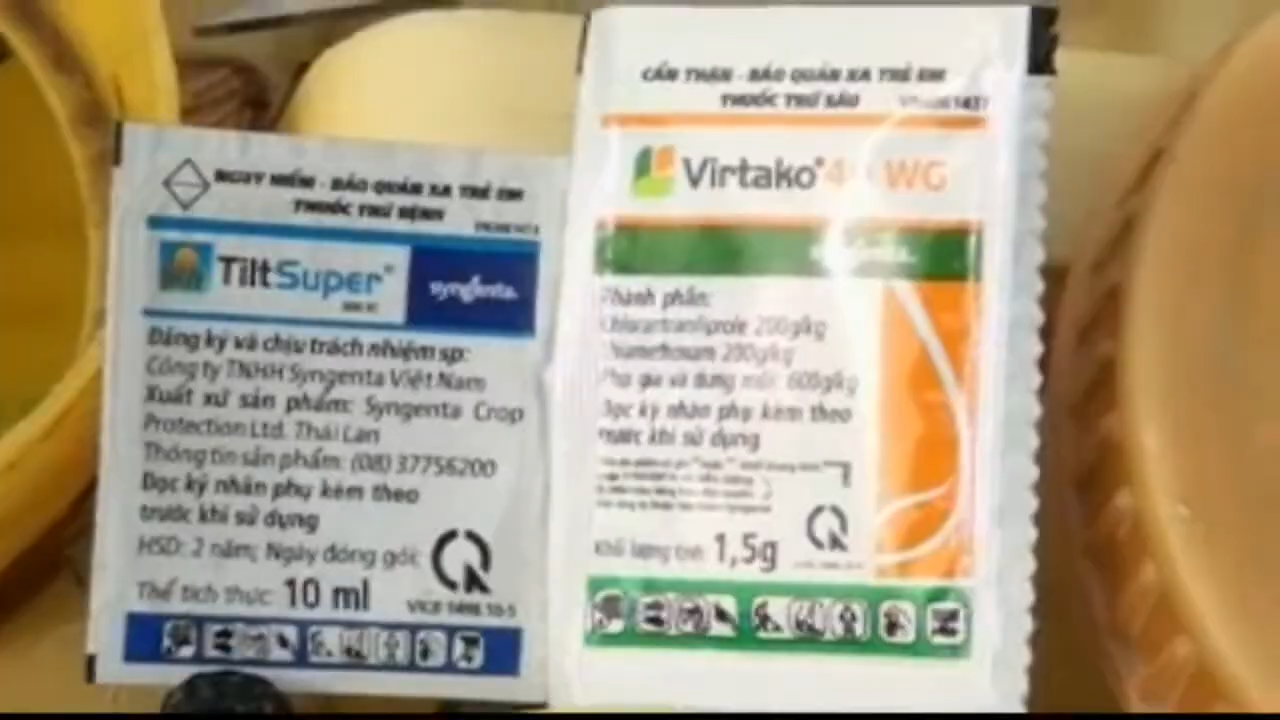 NGUY HIỂM - BẢO QUẢN XA TRẺ EM
THUỐC TRỪ BỆNH
TiltSuper®
syngenta.
Đăng ký và chịu trách nhiệm sp:
Công ty TNHH Syngenta Việt Nam
Xuất xứ sản phẩm: Syngenta Crop
Protection Ltd. Thái Lan
Thông tin sản phẩm: (08) 37756200
Đọc kỹ nhãn phụ kèm theo
trước khi sử dụng
HSD: 2 năm; Ngày đóng gói:
Thể tích thực: 10 ml
CẨN THẬN - BẢO QUẢN XA TRẺ EM
THUỐC TRỪ SÂU
Virtako® WG
syngenta.
Thành phần:
Chlorantraniliprole 200g/kg
Thiamethoxam 200g/kg
Phụ gia và dung môi: 600g/kg
Đọc kỹ nhãn phụ kèm theo
trước khi sử dụng
Khối lượng tịnh: 1,5g